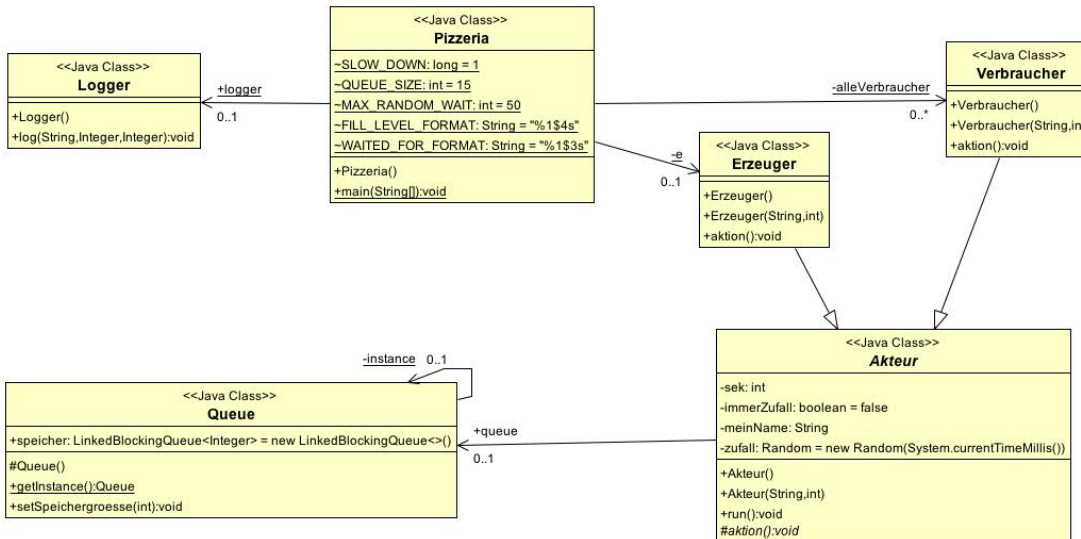 <<Java Class>>
Pizzeria
~SLOW_DOWN: long = 1
~QUEUE_SIZE: int = 15
~MAX_RANDOM_WAIT: int = 50
~FILL_LEVEL_FORMAT: String = "%1$4s"
~WAITED_FOR_FORMAT: String = "%1$3s"
+Pizzeria()
+main(String[]):void
<<Java Class>>
Logger
+Logger()
+log(String,Integer,Integer):void
+logger
0..1
-alleVerbraucher
0..*
<<Java Class>>
Verbraucher
+Verbraucher()
+Verbraucher(String,in
+aktion():void
-e
0..1
<<Java Class>>
Erzeuger
+Erzeuger()
+Erzeuger(String,int)
+aktion():void
-instance
0..1
<<Java Class>>
Queue
+speicher: LinkedBlockingQueue<Integer> = new LinkedBlockingQueue<>()
#Queue()
+getInstance():Queue
+setSpeichergroesse(int):void
+queue
0..1
<<Java Class>>
Akteur
-sek: int
-immerZufall: boolean = false
-meinName: String
-zufall: Random = new Random(System.currentTimeMillis())
+Akteur()
+Akteur(String,int)
+run():void
#aktion():void